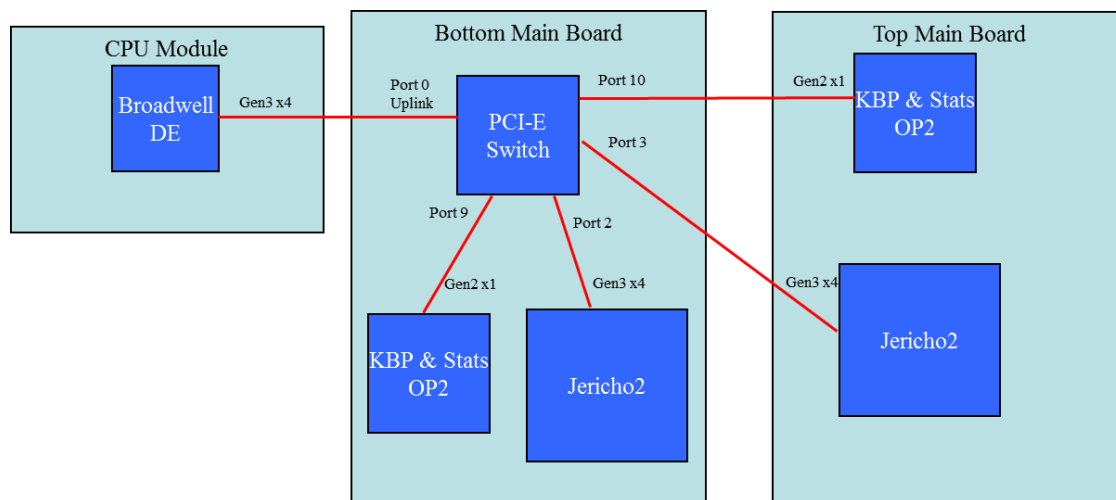 CPU Module
Broadwell
DE
Gen3 x4
Bottom Main Board
Port 0
Uplink
PCI-E
Switch
Port 10
Port 3
Port 9
Port 2
Gen2 x1
Gen3 x4
KBP & Stats
OP2
Jericho2
Top Main Board
Gen2 x1
KBP & Stats
OP2
Gen3 x4
Jericho2